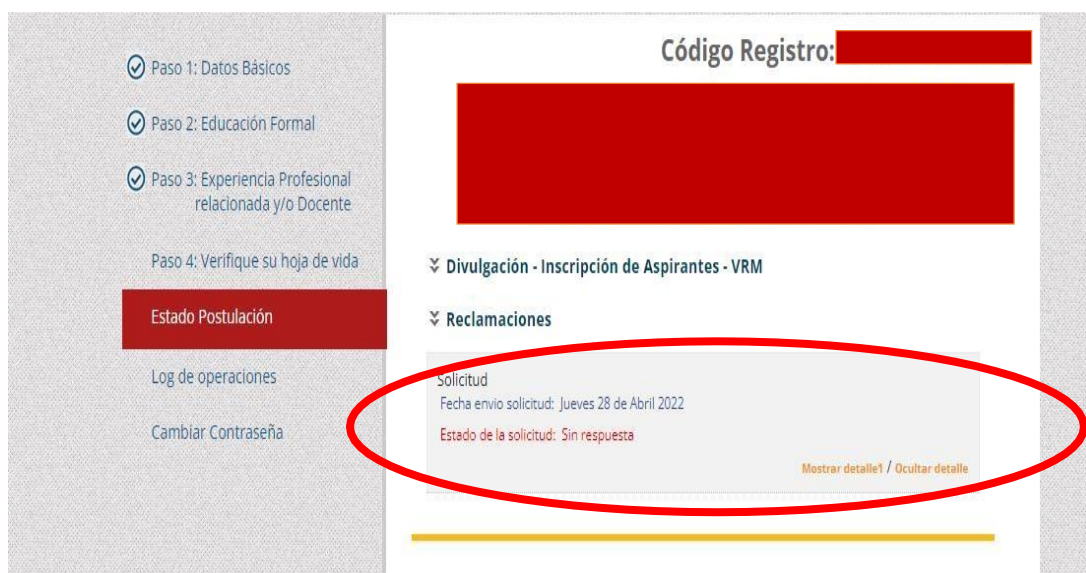 Paso 1: Datos Básicos
Paso 2: Educación Formal
Paso 3: Experiencia Profesional
relacionada y/o Docente
Paso 4: Verifique su hoja de vida
Estado Postulación
Log de operaciones
Cambiar Contraseña
Código Registro:
Divulgación - Inscripción de Aspirantes - VRM
Reclamaciones
Solicitud
Fecha envio solicitud: Jueves 28 de Abril 2022
Estado de la solicitud: Sin respuesta
Mostrar detalle1 / Ocultar detalle